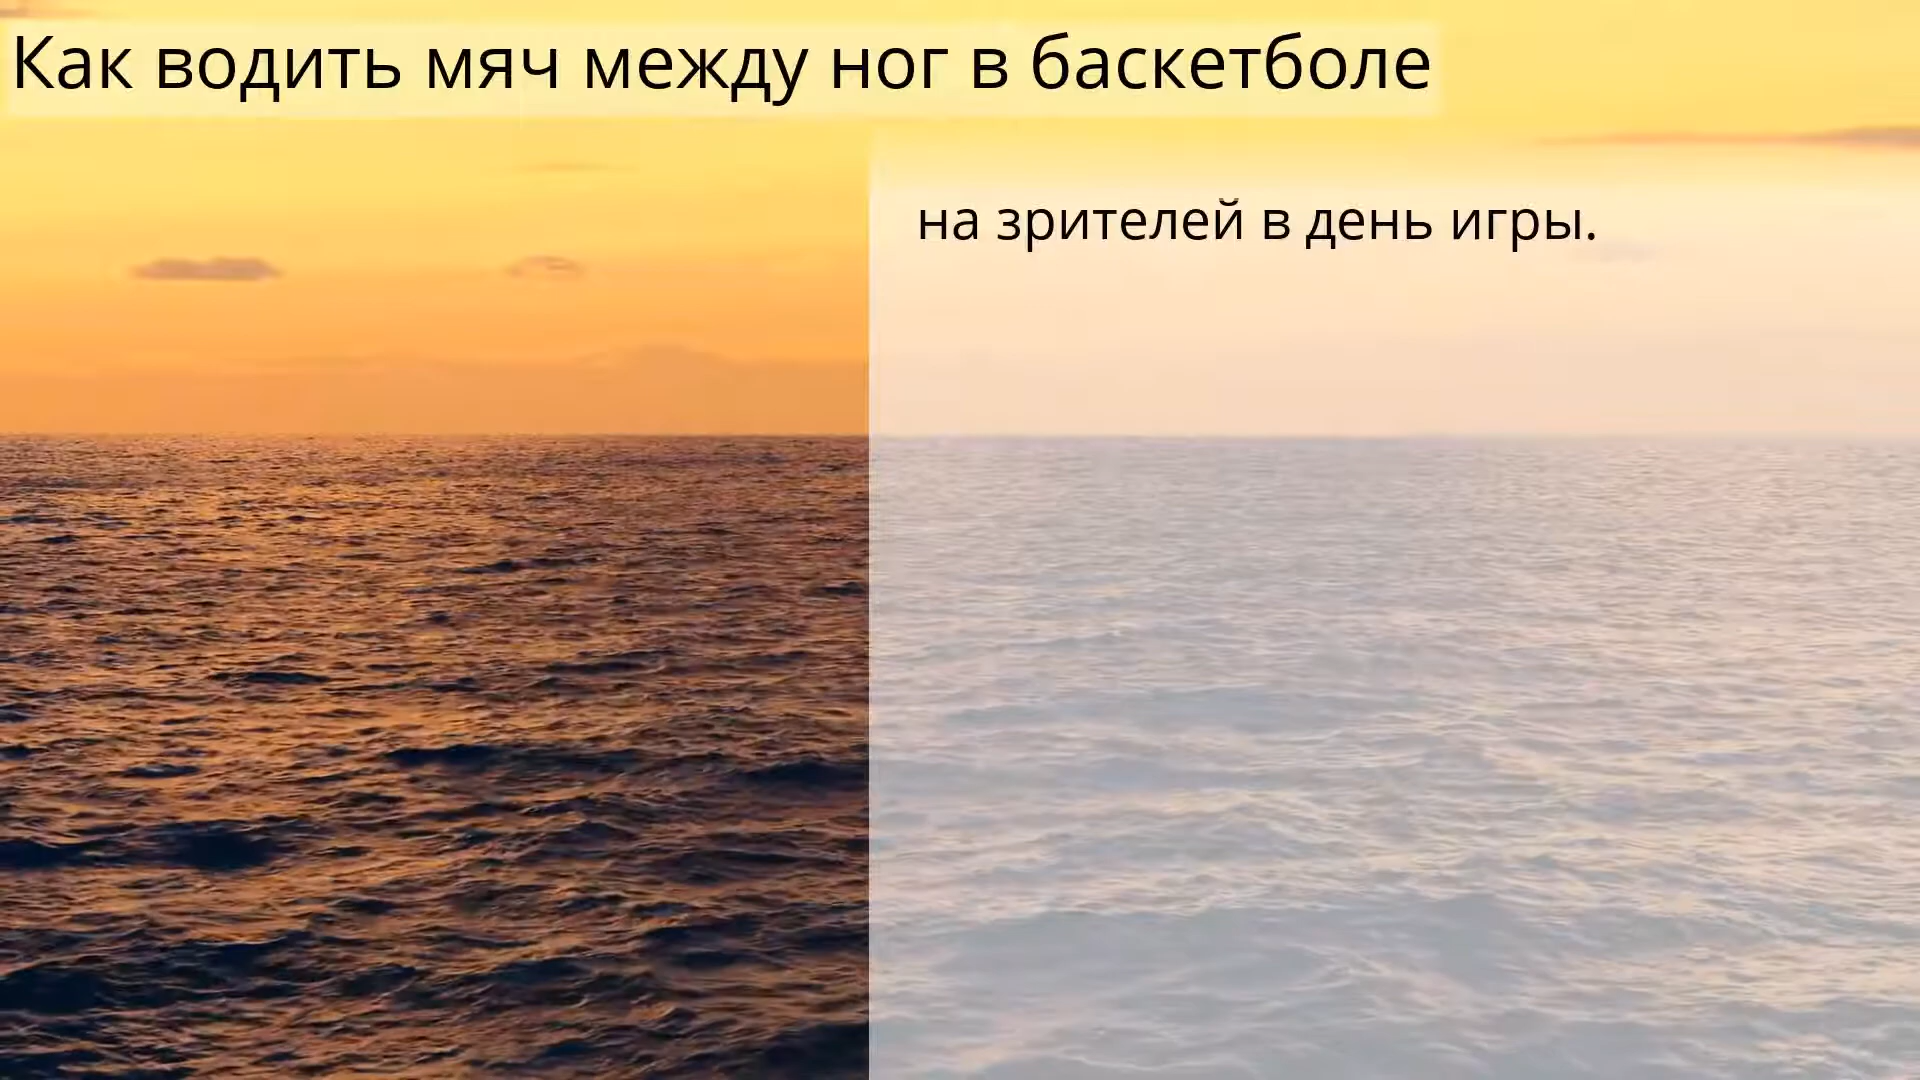 Как водить мяч между ног в баскетболе
на зрителей в день игры.